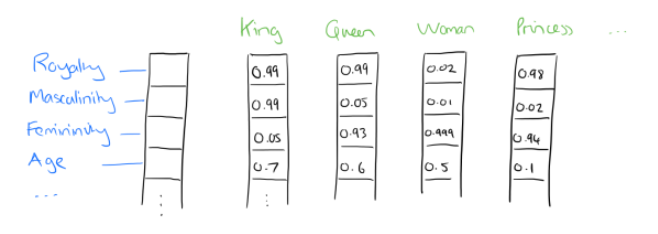 King Queen Woman Princess ...
Royalty 0.99 0.99 0.02 0.98
Masculinity 0.99 0.05 0.01 0.02
Femininity 0.05 0.93 0.999 0.94
Age 0.7 0.6 0.5 0.1
...